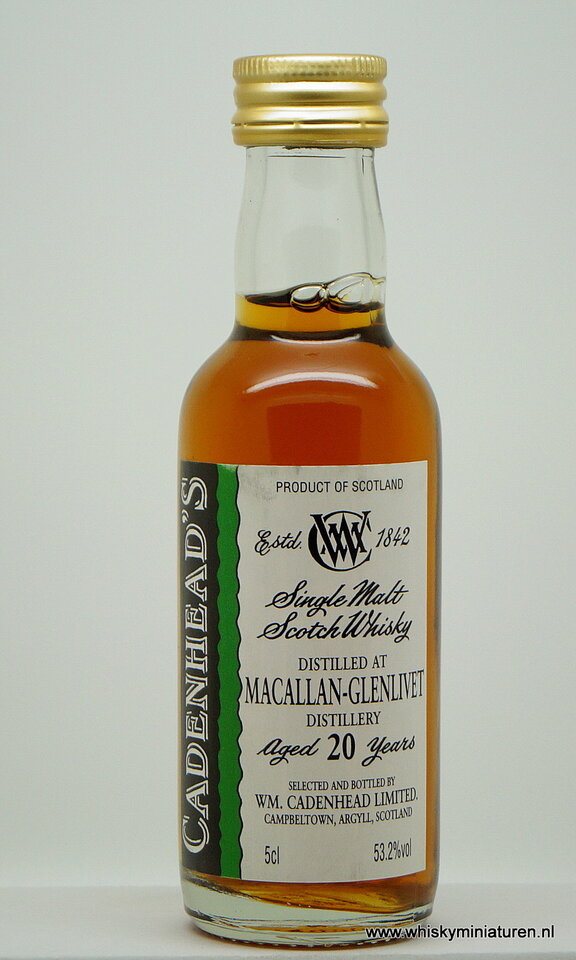 CADENHEAD'S
PRODUCT OF SCOTLAND
Estd. WC 1842
Single Malt
Scotch Whisky
DISTILLED AT
MACALLAN-GLENLIVET
DISTILLERY
Aged 20 Years
SELECTED AND BOTTLED BY
WM. CADENHEAD LIMITED.
CAMPBELTOWN, ARGYLL, SCOTLAND
5cl 53.2%vol
www.whiskyminiaturen.nl